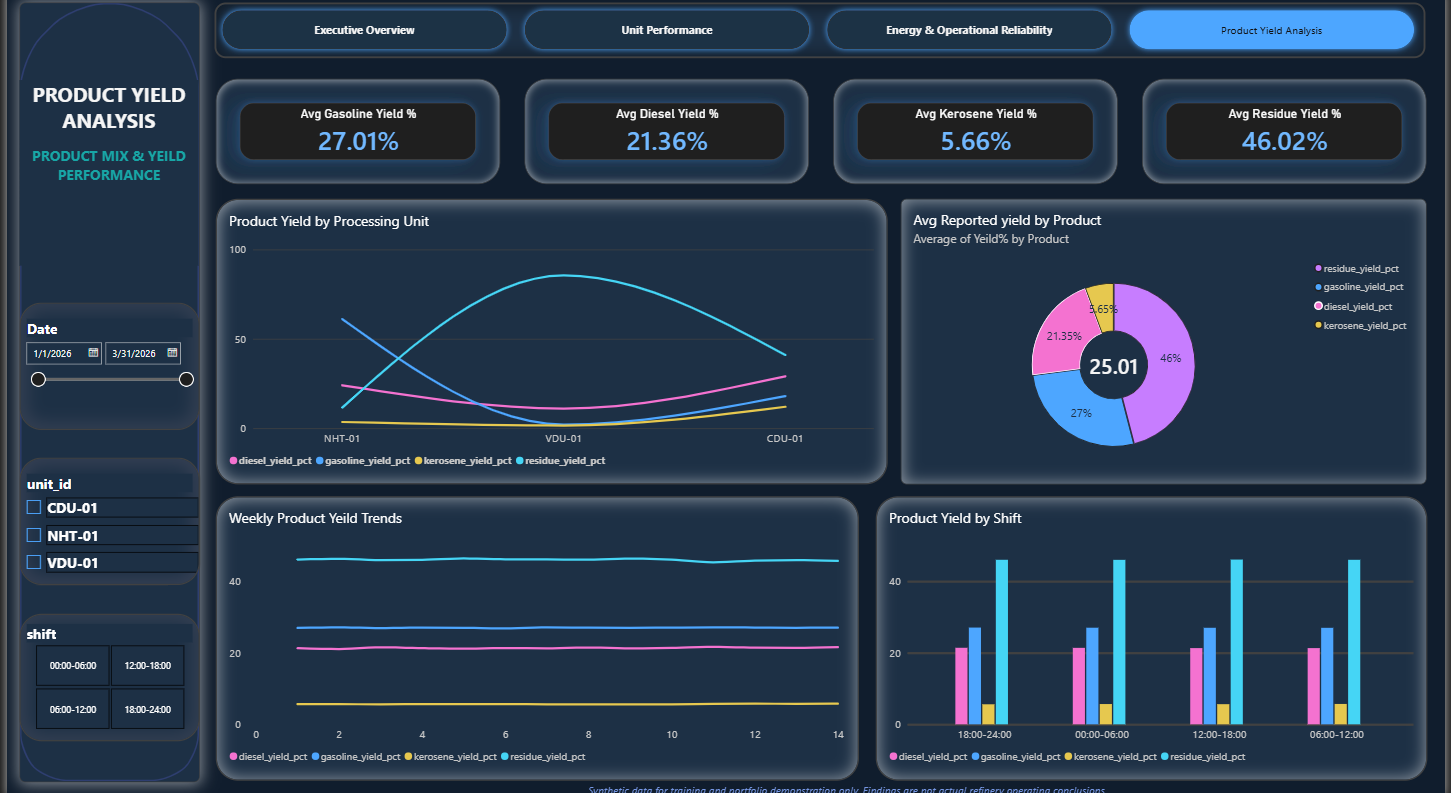 Executive Overview
Unit Performance
Energy & Operational Reliability
Product Yield Analysis
PRODUCT YIELD
ANALYSIS
PRODUCT MIX & YEILD
PERFORMANCE
Date
1/1/2026
3/31/2026
unit_id
CDU-01
NHT-01
VDU-01
shift
00:00-06:00
12:00-18:00
06:00-12:00
18:00-24:00
Avg Gasoline Yield %
27.01%
Avg Diesel Yield %
21.36%
Avg Kerosene Yield %
5.66%
Avg Residue Yield %
46.02%
Product Yield by Processing Unit
100
50
0
NHT-01
VDU-01
CDU-01
diesel_yield_pct
gasoline_yield_pct
kerosene_yield_pct
residue_yield_pct
Avg Reported yield by Product
Average of Yeild% by Product
residue_yield_pct
gasoline_yield_pct
diesel_yield_pct
kerosene_yield_pct
5.65%
21.35%
46%
25.01
27%
Weekly Product Yeild Trends
40
20
0
0
2
4
6
8
10
12
14
diesel_yield_pct
gasoline_yield_pct
kerosene_yield_pct
residue_yield_pct
Product Yield by Shift
40
20
0
18:00-24:00
00:00-06:00
12:00-18:00
06:00-12:00
diesel_yield_pct
gasoline_yield_pct
kerosene_yield_pct
residue_yield_pct
Synthetic data for training and portfolio demonstration only. Findings are not actual refinery operating conclusions.